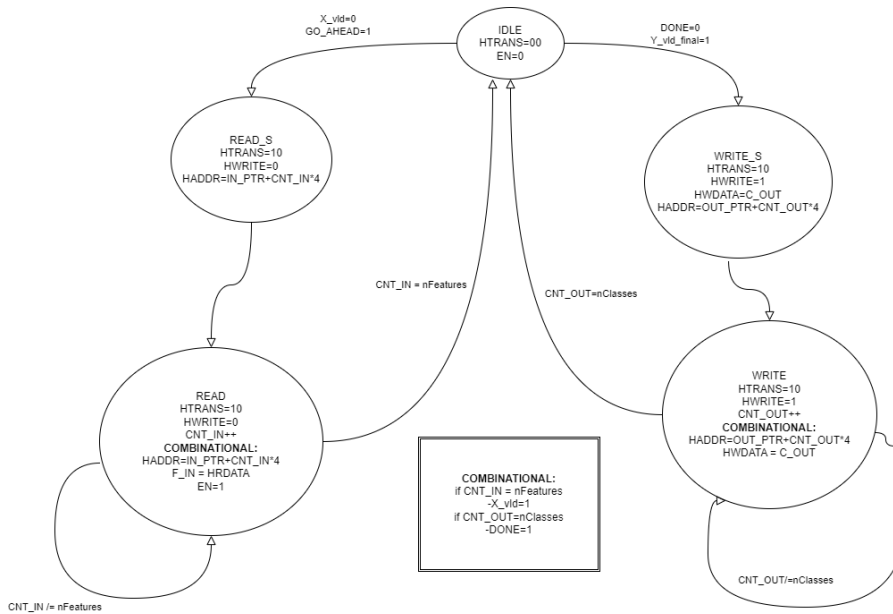 X_vld=0
GO_AHEAD=1
IDLE
HTRANS=00
EN=0
DONE=0
Y_vld_final=1
READ_S
HTRANS=10
HWRITE=0
HADDR=IN_PTR+CNT_IN*4
WRITE_S
HTRANS=10
HWRITE=1
HWDATA=C_OUT
HADDR=OUT_PTR+CNT_OUT*4
CNT_IN = nFeatures
CNT_OUT=nClasses
READ
HTRANS=10
HWRITE=0
CNT_IN++
COMBINATIONAL:
HADDR=IN_PTR+CNT_IN*4
F_IN = HRDATA
EN=1
WRITE
HTRANS=10
HWRITE=1
CNT_OUT++
COMBINATIONAL:
HADDR=OUT_PTR+CNT_OUT*4
HWDATA = C_OUT
COMBINATIONAL:
if CNT_IN = nFeatures
-X_vld=1
if CNT_OUT=nClasses
-DONE=1
CNT_IN /= nFeatures
CNT_OUT/=nClasses